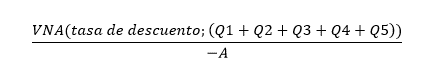 VNA(tasa de descuento; (Q1 + Q2 + Q3 + Q4 + Q5))
−A